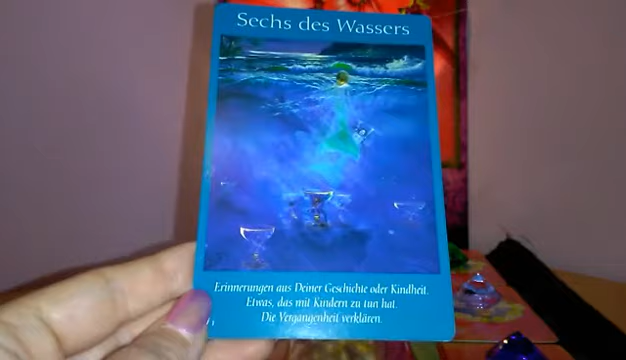 Sechs des Wassers
Erinnerungen aus Deiner Geschichte oder Kindheit.
Etwas, das mit Kindern zu tun hat.
Die Vergangenheit verklären.